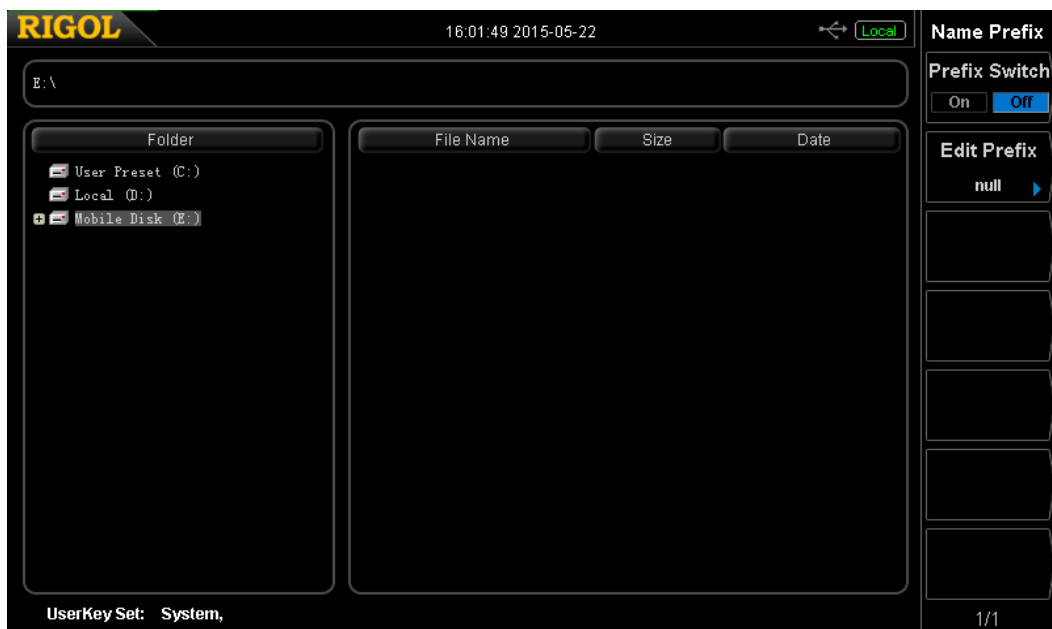 RIGOL
16:01:49 2015-05-22
Local
E:\
Folder
User Preset (C:)
Local (D:)
Mobile Disk (E:)
File Name Size Date
Name Prefix
Prefix Switch
On Off
Edit Prefix
null
UserKey Set: System,
1/1